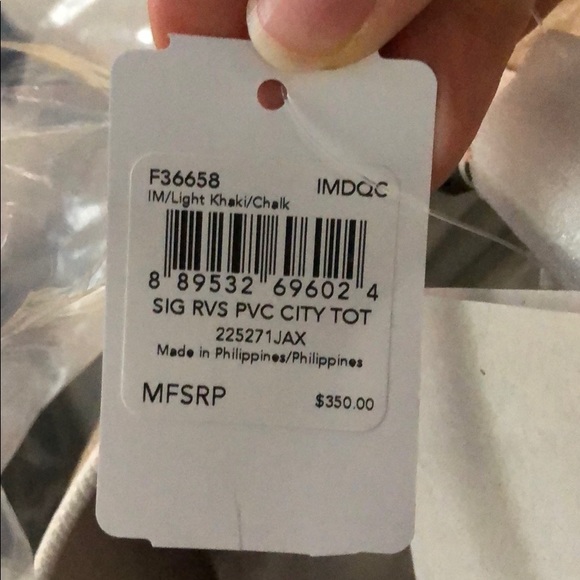 F36658 IMDQC
IM/Light Khaki/Chalk
8 89532 69602 4
SIG RVS PVC CITY TOT
225271JAX
Made in Philippines/Philippines
MFSRP $350.00